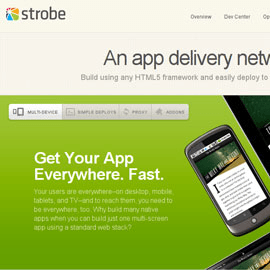 strobe
Overview Dev Center Op
An app delivery netw
Build using any HTML5 framework and easily deploy to
MULTI-DEVICE SIMPLE DEPLOYS PROXY ADDONS
Get Your App
Everywhere. Fast.
Your users are everywhere–on desktop, mobile,
tablets, and TV–and to reach them, you need to
be everywhere, too. Why build many native
apps when you can build just one multi-screen
app using a standard web stack?